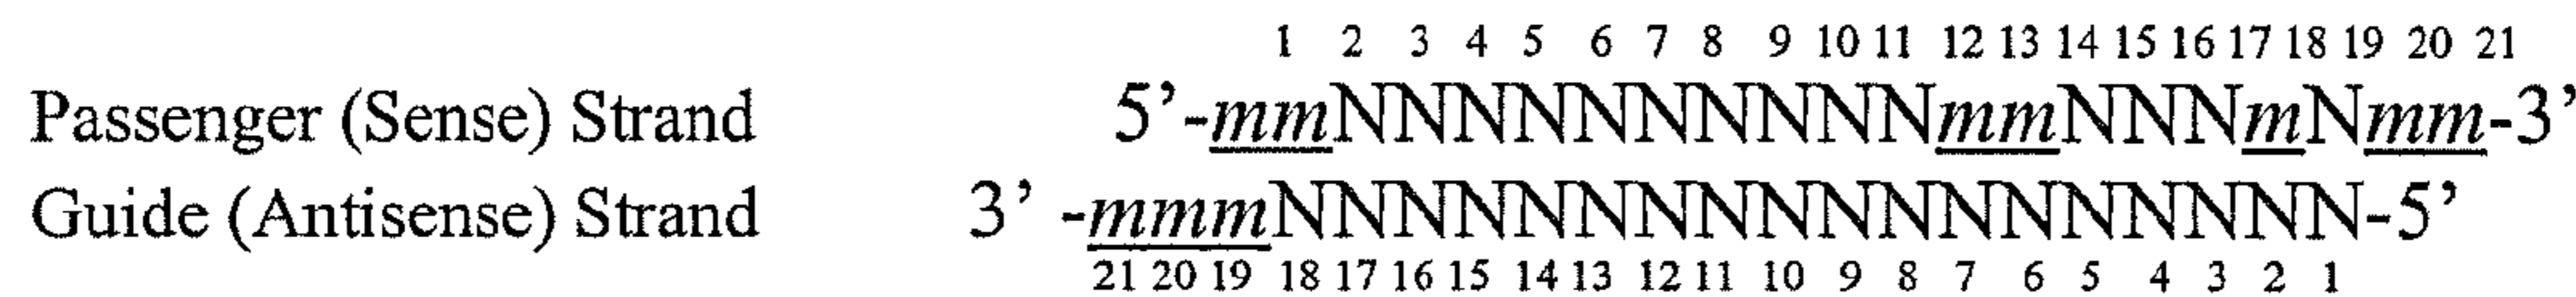 1 2 3 4 5 6 7 8 9 10 11 12 13 14 15 16 17 18 19 20 21
Passenger (Sense) Strand 5’-mmNNNNNNNNNNmmNNNmNmm-3’
Guide (Antisense) Strand 3’ -mmmNNNNNNNNNNNNNNNNNN-5’
21 20 19 18 17 16 15 14 13 12 11 10 9 8 7 6 5 4 3 2 1